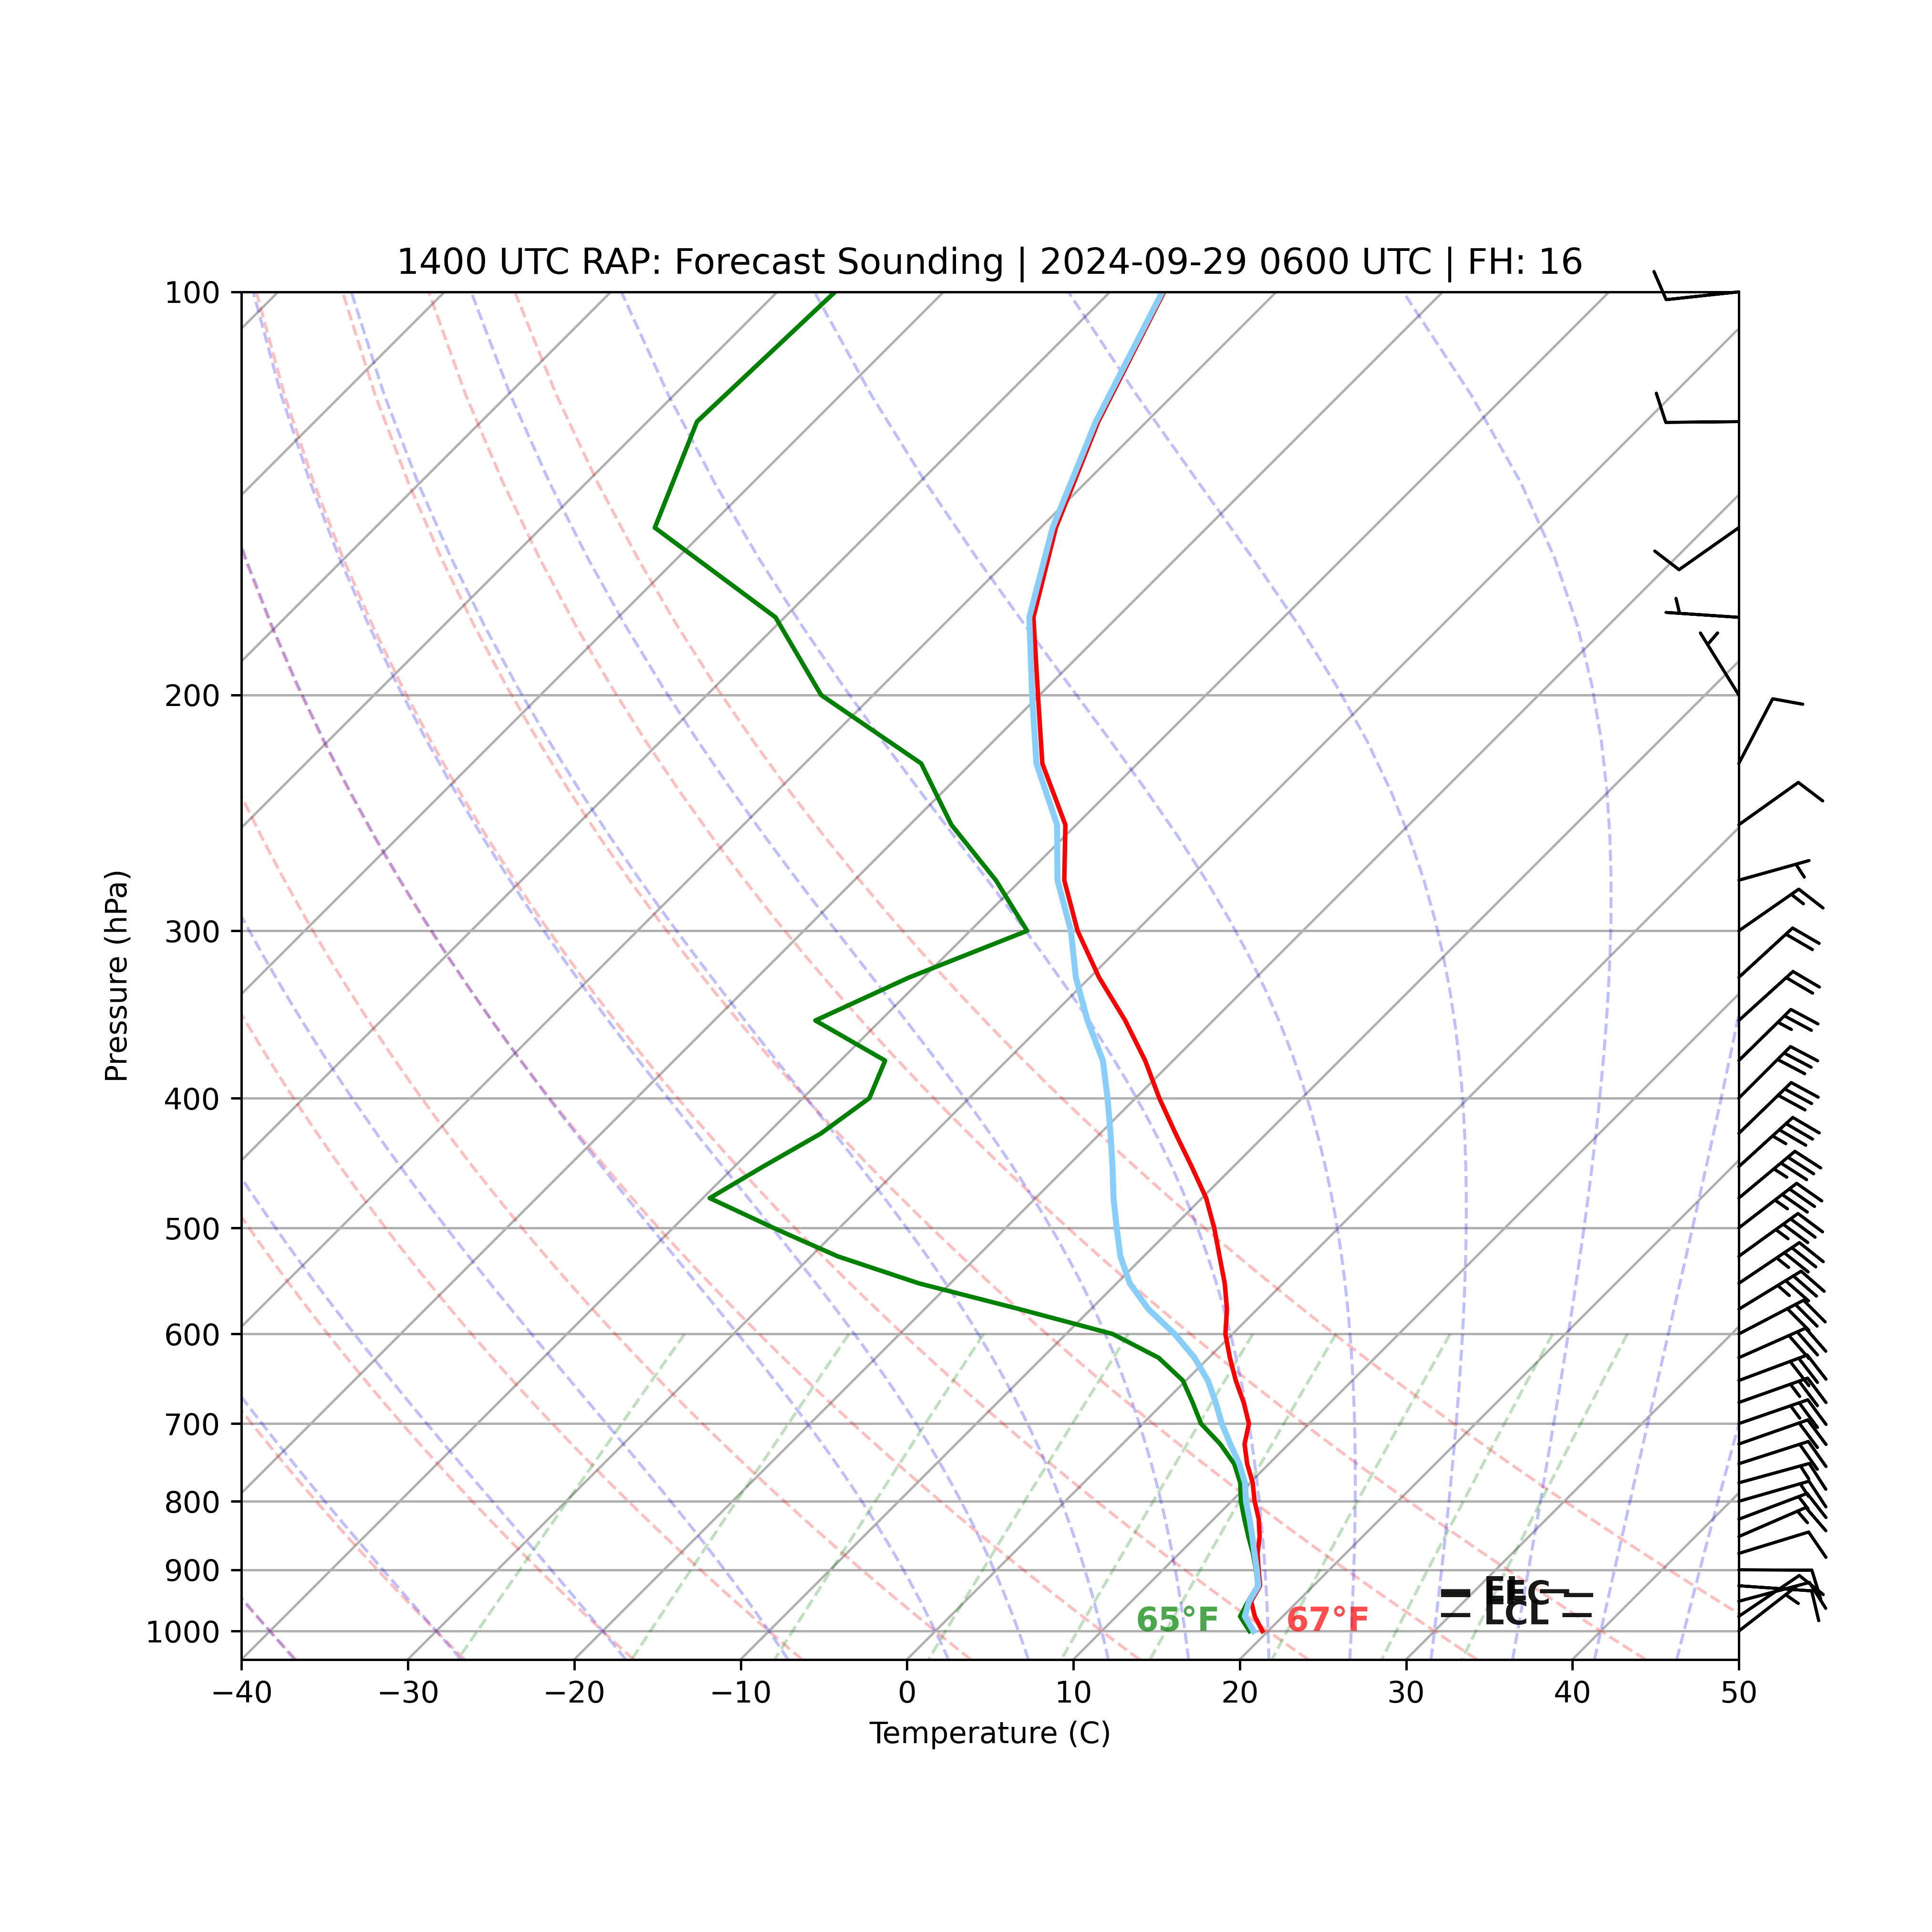 1400 UTC RAP: Forecast Sounding | 2024-09-29 0600 UTC | FH: 16
100
200
300
400
500
600
700
800
900
1000
Pressure (hPa)
65°F 67°F
LCL
−40 −30 −20 −10 0 10 20 30 40 50
Temperature (C)